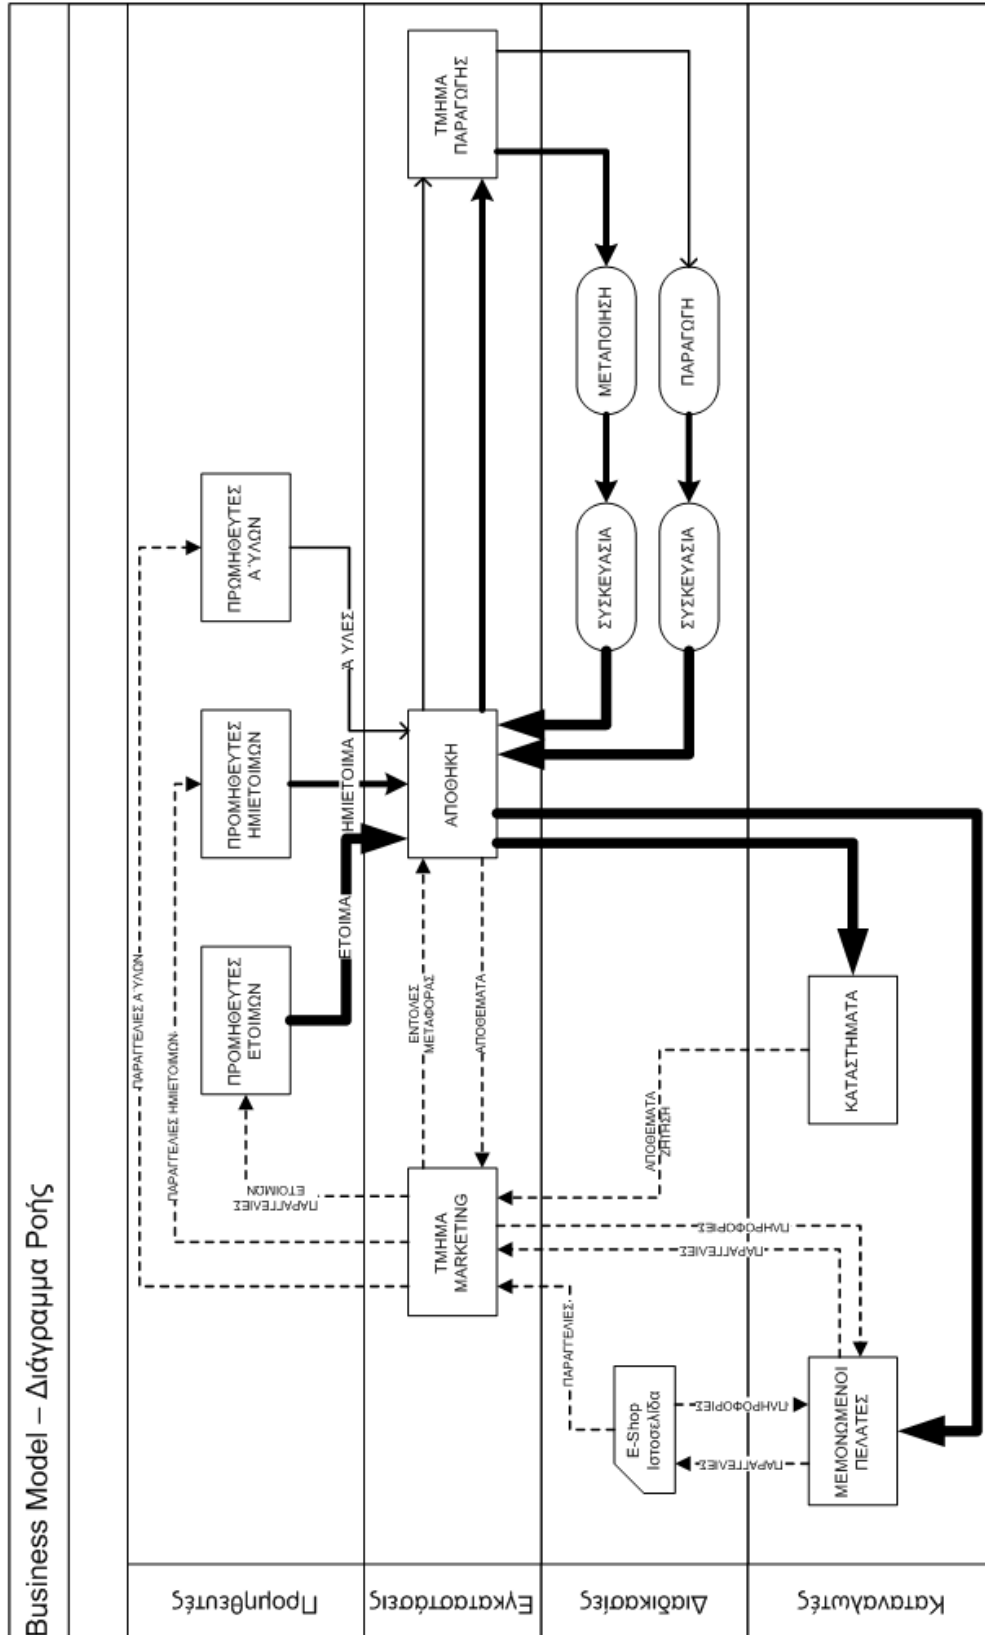 Business Model – Διάγραμμα Ροής
Προμηθευτές
ΠΡΟΜΗΘΕΥΤΕΣ
ΕΤΟΙΜΩΝ
ΠΡΟΜΗΘΕΥΤΕΣ
ΗΜΙΕΤΟΙΜΩΝ
ΠΡΩΜΗΘΕΥΤΕΣ
Α΄ΥΛΩΝ
ΠΑΡΑΓΓΕΛΙΕΣ Α΄ΥΛΩΝ
ΠΑΡΑΓΓΕΛΙΕΣ ΗΜΙΕΤΟΙΜΩΝ
ΠΑΡΑΓΓΕΛΙΕΣ
ΕΤΟΙΜΩΝ
ΕΤΟΙΜΑ
ΗΜΙΕΤΟΙΜΑ
Α΄ ΥΛΕΣ
Εγκαταστάσεις
ΤΜΗΜΑ
MARKETING
ΕΝΤΟΛΕΣ
ΜΕΤΑΦΟΡΑΣ
ΑΠΟΘΕΜΑΤΑ
ΑΠΟΘΗΚΗ
ΤΜΗΜΑ
ΠΑΡΑΓΩΓΗΣ
Διαδικασίες
E-Shop
Ιστοσελίδα
ΠΑΡΑΓΓΕΛΙΕΣ
ΠΑΡΑΓΓΕΛΙΕΣ
ΠΛΗΡΟΦΟΡΙΕΣ
ΑΠΟΘΕΜΑΤΑ
ΖΗΤΗΣΗ
ΣΥΣΚΕΥΑΣΙΑ
ΜΕΤΑΠΟΙΗΣΗ
ΣΥΣΚΕΥΑΣΙΑ
ΠΑΡΑΓΩΓΗ
Καταναλωτές
ΠΑΡΑΓΓΕΛΙΕΣ
ΠΛΗΡΟΦΟΡΙΕΣ
ΜΕΜΟΝΩΜΕΝΟΙ
ΠΕΛΑΤΕΣ
ΚΑΤΑΣΤΗΜΑΤΑ